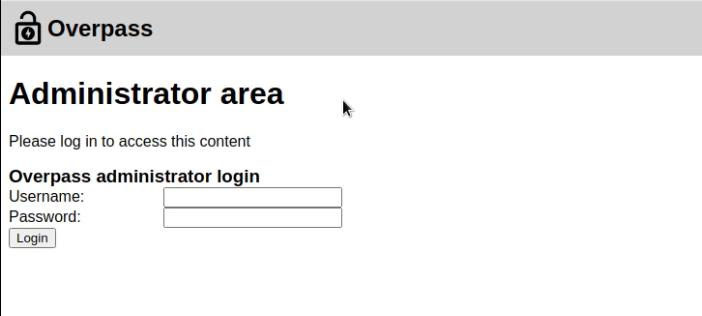 Overpass
Administrator area
Please log in to access this content
Overpass administrator login
Username:
Password:
Login